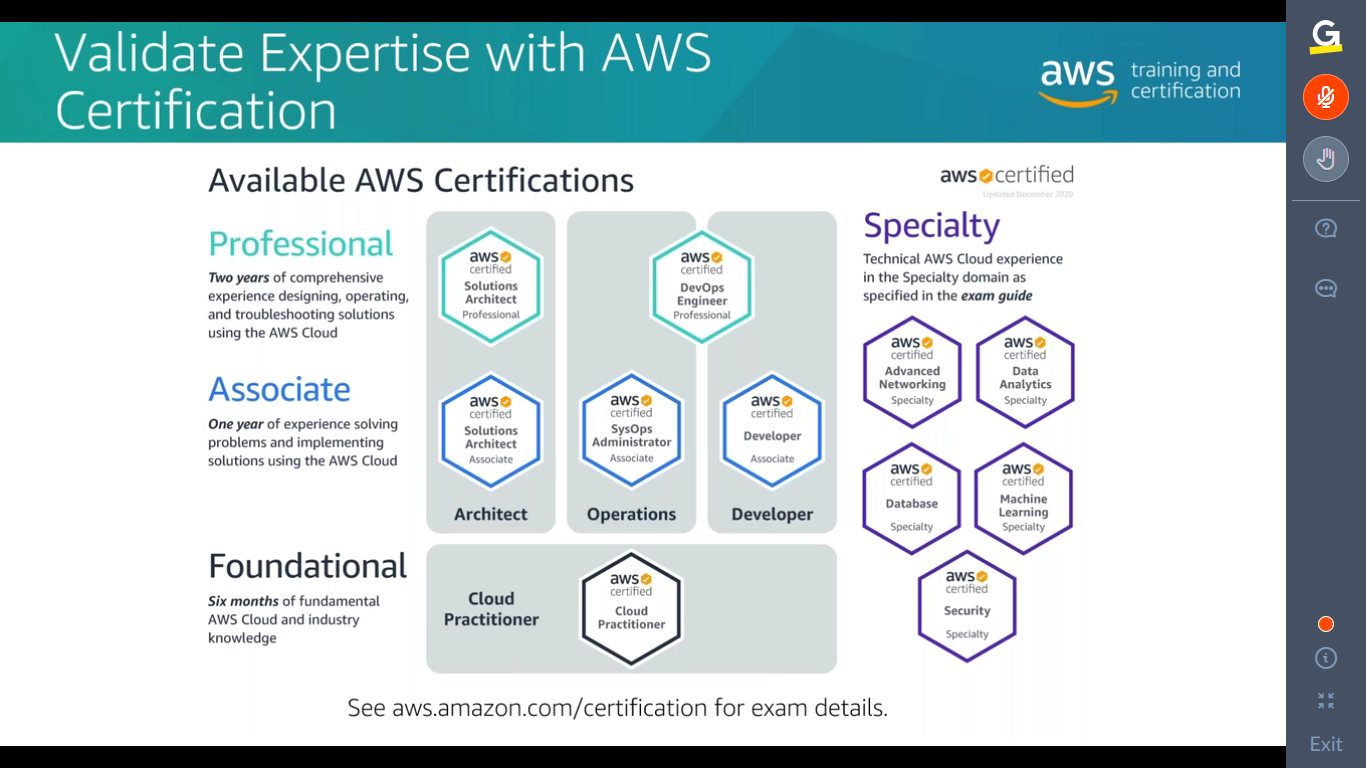 Validate Expertise with AWS
Certification
aws training and
certification
Available AWS Certifications
aws certified
Updated December 2020
Professional
Two years of comprehensive
experience designing, operating,
and troubleshooting solutions
using the AWS Cloud
aws
certified
Solutions
Architect
Professional
aws
certified
DevOps
Engineer
Professional
Associate
One year of experience solving
problems and implementing
solutions using the AWS Cloud
aws
certified
Solutions
Architect
Associate
aws
certified
SysOps
Administrator
Associate
aws
certified
Developer
Associate
Architect
Operations
Developer
Foundational
Six months of fundamental
AWS Cloud and industry
knowledge
Cloud
Practitioner
aws
certified
Cloud
Practitioner
Specialty
Technical AWS Cloud experience
in the Specialty domain as
specified in the exam guide
aws
certified
Advanced
Networking
Specialty
aws
certified
Data
Analytics
Specialty
aws
certified
Database
Specialty
aws
certified
Machine
Learning
Specialty
aws
certified
Security
Specialty
See aws.amazon.com/certification for exam details.
G
Exit